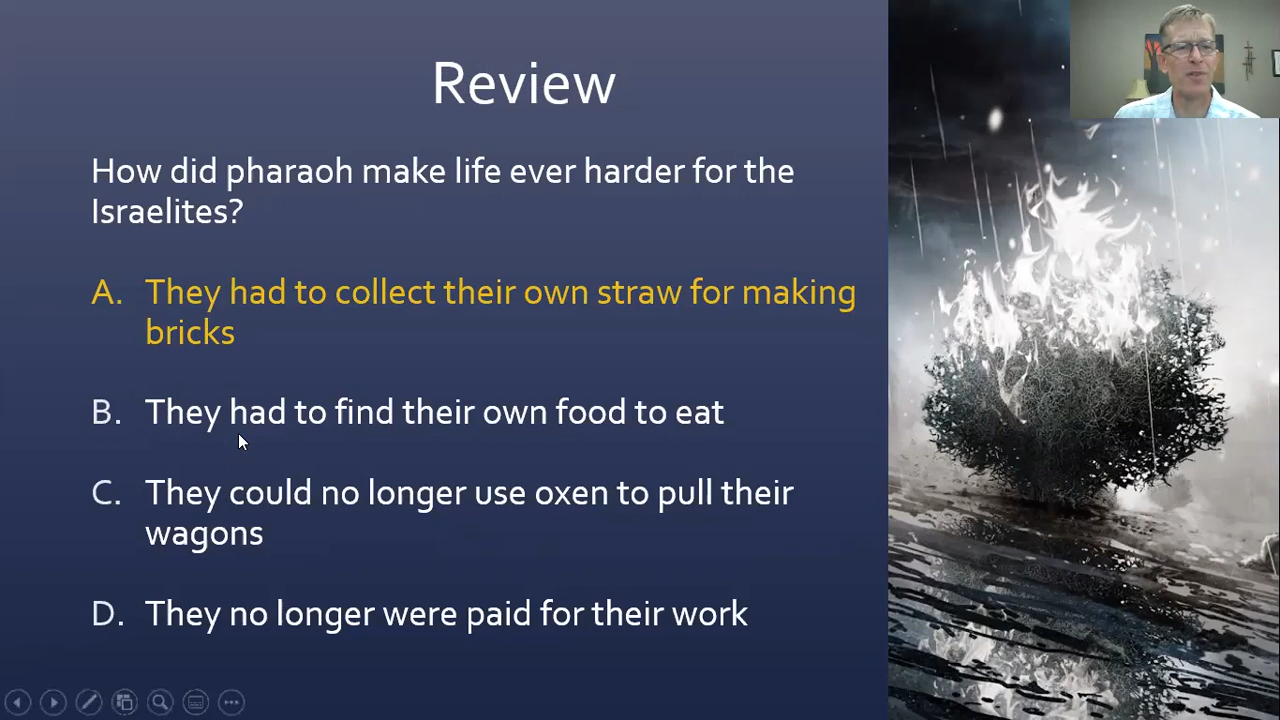 Review
How did pharaoh make life ever harder for the
Israelites?
A. They had to collect their own straw for making
bricks
B. They had to find their own food to eat
C. They could no longer use oxen to pull their
wagons
D. They no longer were paid for their work